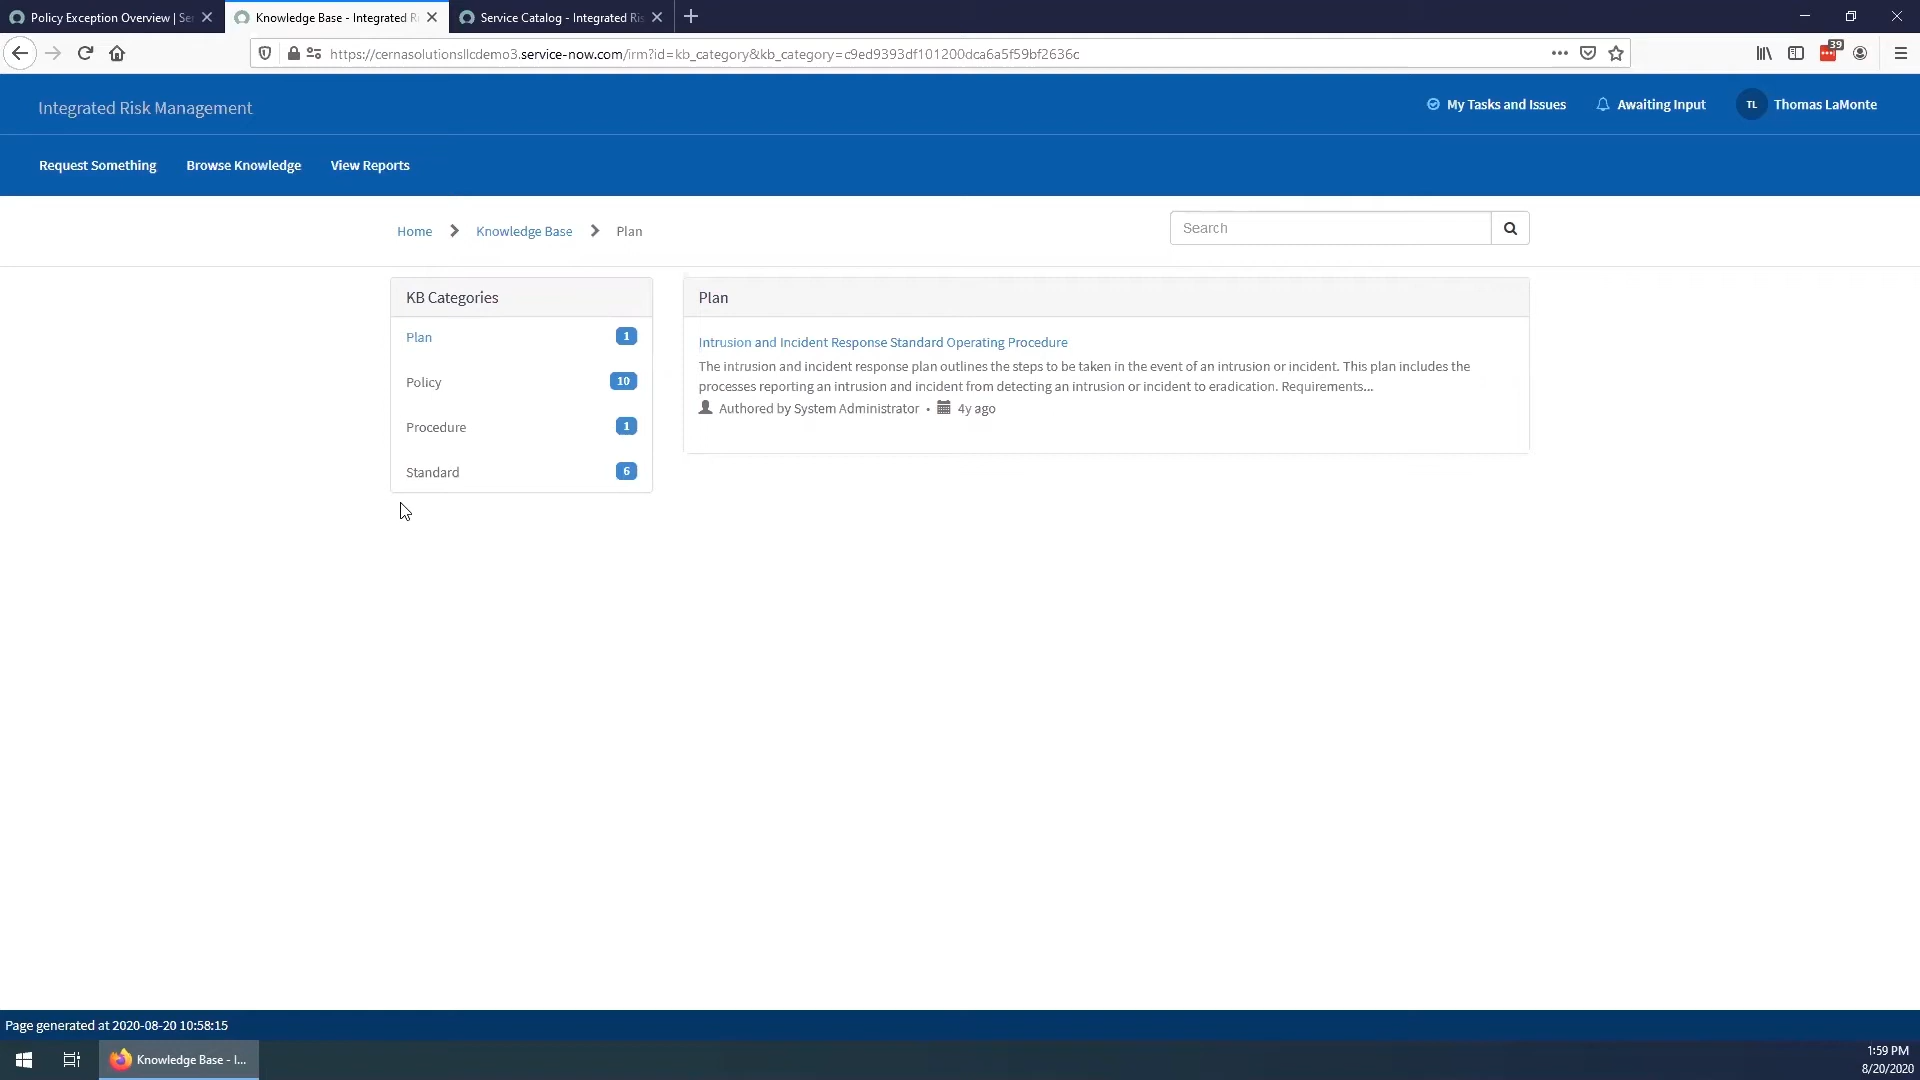 Policy Exception Overview | Se
Knowledge Base - Integrated R
Service Catalog - Integrated Ris
https://cernasolutionsllcdemo3.service-now.com/irm?id=kb_category&kb_category=c9ed9393df101200dca6a5f59bf2636c
39
Integrated Risk Management
My Tasks and Issues
Awaiting Input
TL
Thomas LaMonte
Request Something
Browse Knowledge
View Reports
Home
Knowledge Base
Plan
Search
KB Categories
Plan
1
Policy
10
Procedure
1
Standard
6
Plan
Intrusion and Incident Response Standard Operating Procedure
The intrusion and incident response plan outlines the steps to be taken in the event of an intrusion or incident. This plan includes the
processes reporting an intrusion and incident from detecting an intrusion or incident to eradication. Requirements...
Authored by System Administrator • 4y ago
Page generated at 2020-08-20 10:58:15
Knowledge Base - I...
1:59 PM
8/20/2020